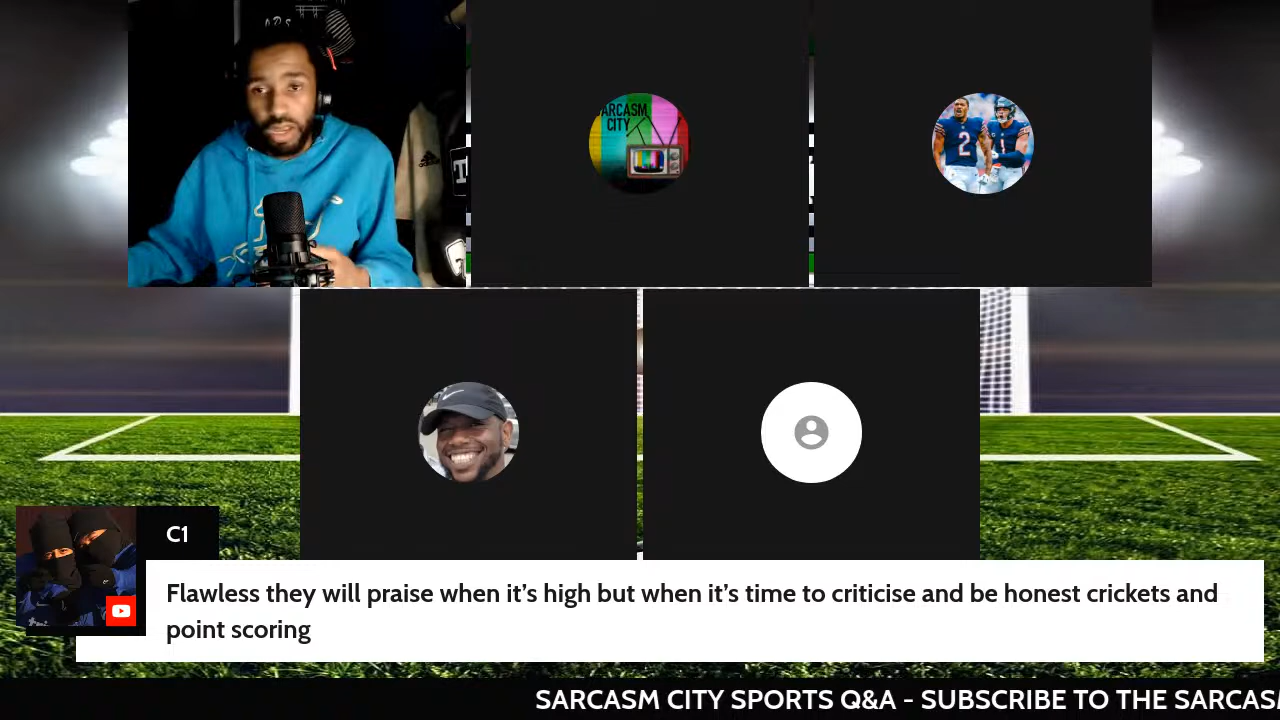 SARCASM
CITY
2
1
C1
Flawless they will praise when it’s high but when it’s time to criticise and be honest crickets and
point scoring
SARCASM CITY SPORTS Q&A - SUBSCRIBE TO THE SARCAS